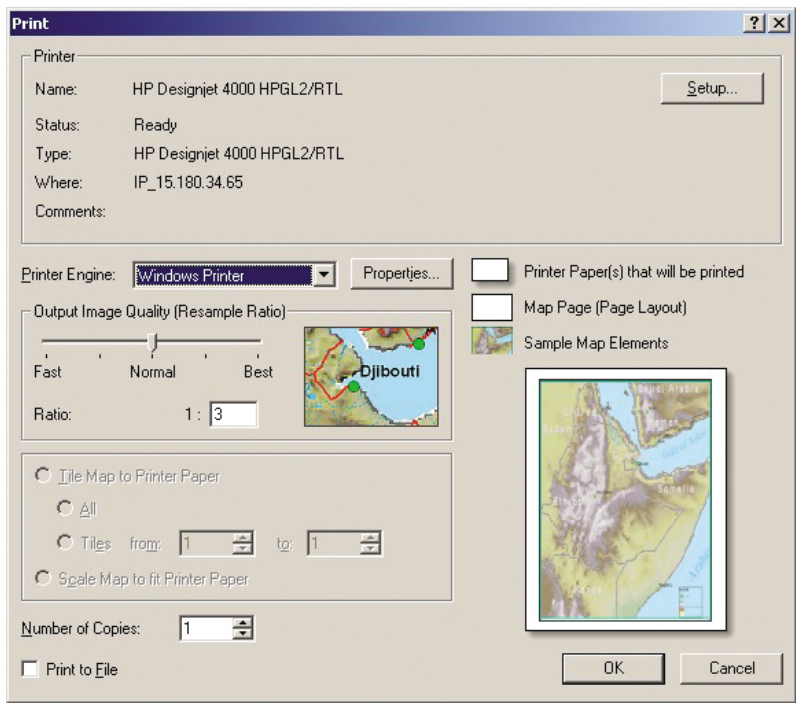 Print
Printer
Name: HP Designjet 4000 HPGL2/RTL
Setup...
Status: Ready
Type: HP Designjet 4000 HPGL2/RTL
Where: IP_15.180.34.65
Comments:
Printer Engine: Windows Printer Properties...
Printer Paper(s) that will be printed
Map Page (Page Layout)
Sample Map Elements
Output Image Quality (Resample Ratio)
Fast Normal Best
Ratio: 1 : 3
Djibouti
Tile Map to Printer Paper
All
Tiles from: 1 to: 1
Scale Map to fit Printer Paper
Saudi Arabia
Yemen
Somalia
Number of Copies: 1
Print to File
OK Cancel